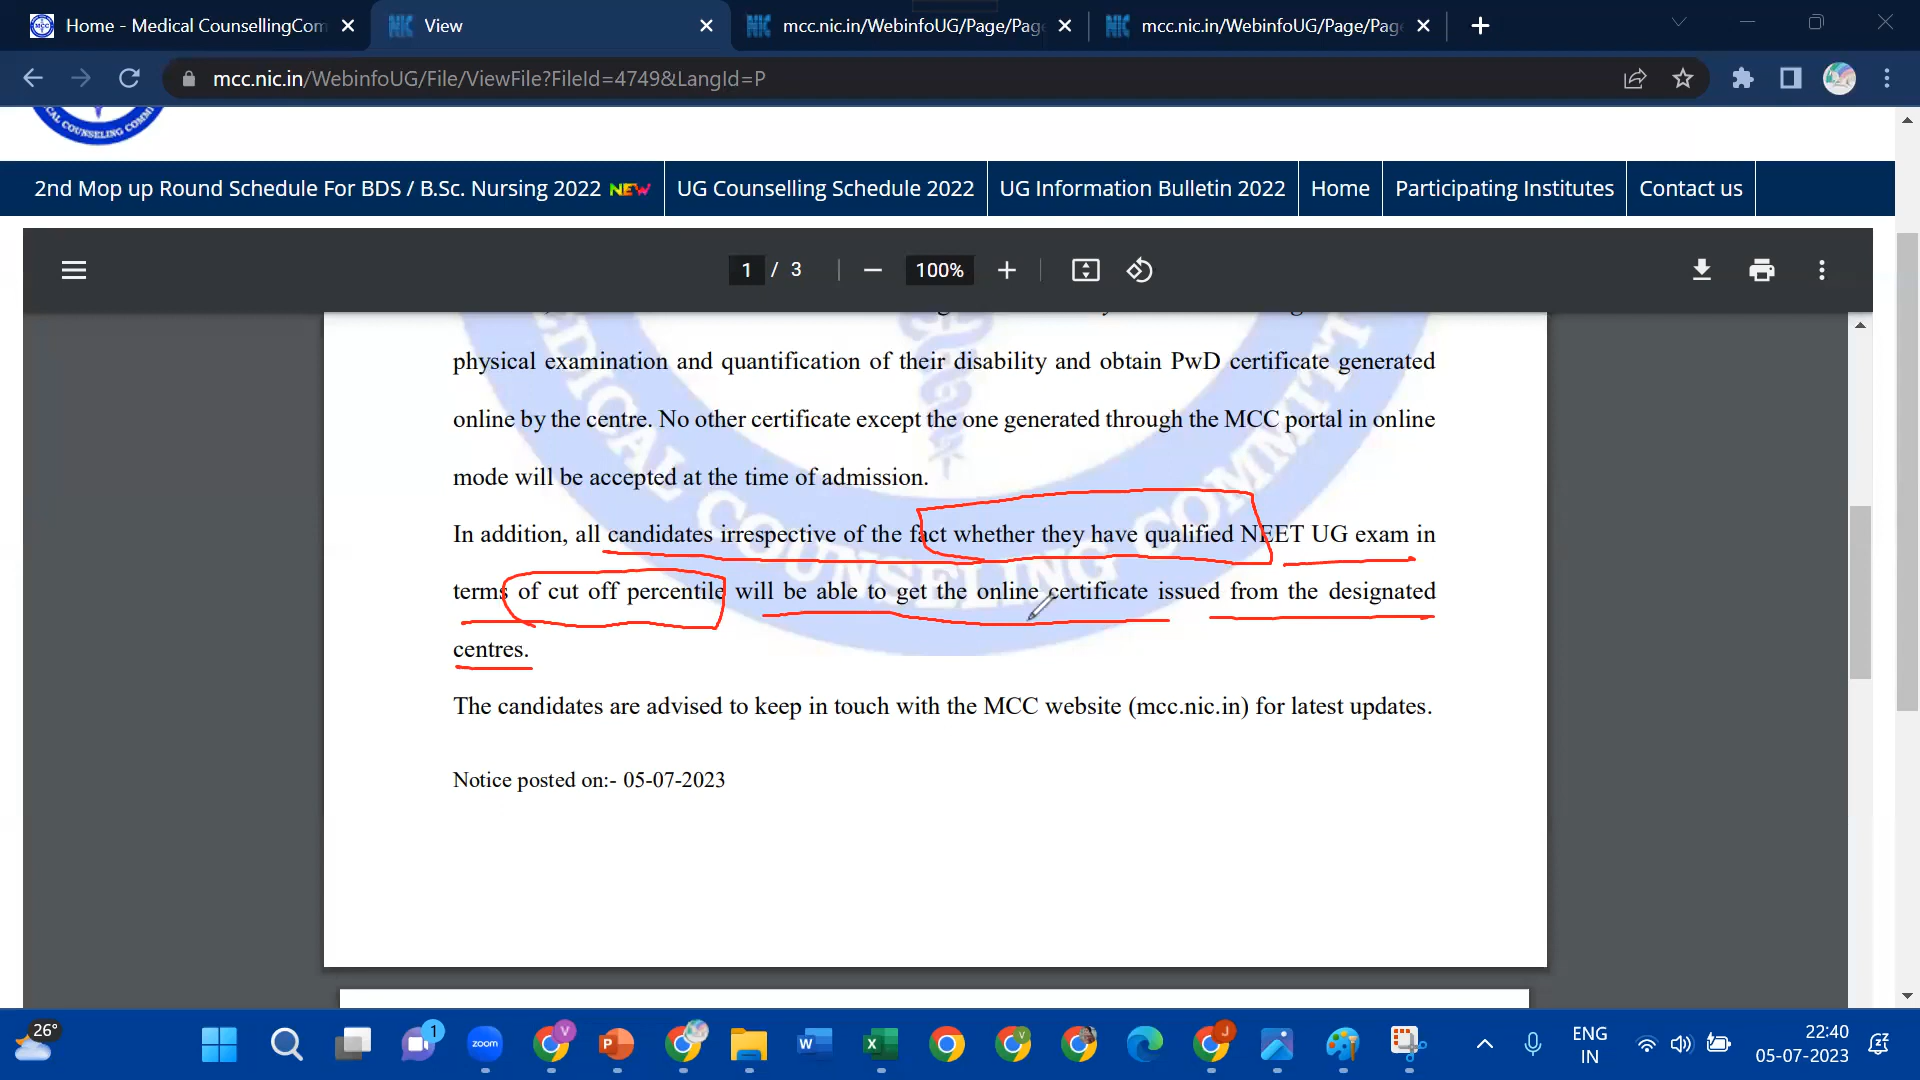 Home - Medical CounsellingCom
View
mcc.nic.in/WebinfoUG/Page/Page
mcc.nic.in/WebinfoUG/Page/Page
mcc.nic.in/WebinfoUG/File/ViewFile?FileId=4749&LangId=P
2nd Mop up Round Schedule For BDS / B.Sc. Nursing 2022 NEW
UG Counselling Schedule 2022
UG Information Bulletin 2022
Home
Participating Institutes
Contact us
1 / 3
100%
physical examination and quantification of their disability and obtain PwD certificate generated
online by the centre. No other certificate except the one generated through the MCC portal in online
mode will be accepted at the time of admission.
In addition, all candidates irrespective of the fact whether they have qualified NEET UG exam in
terms of cut off percentile will be able to get the online certificate issued from the designated
centres.
The candidates are advised to keep in touch with the MCC website (mcc.nic.in) for latest updates.
Notice posted on:- 05-07-2023
26°
1
zoom
V
P
W
X
V
J
ENG
IN
22:40
05-07-2023